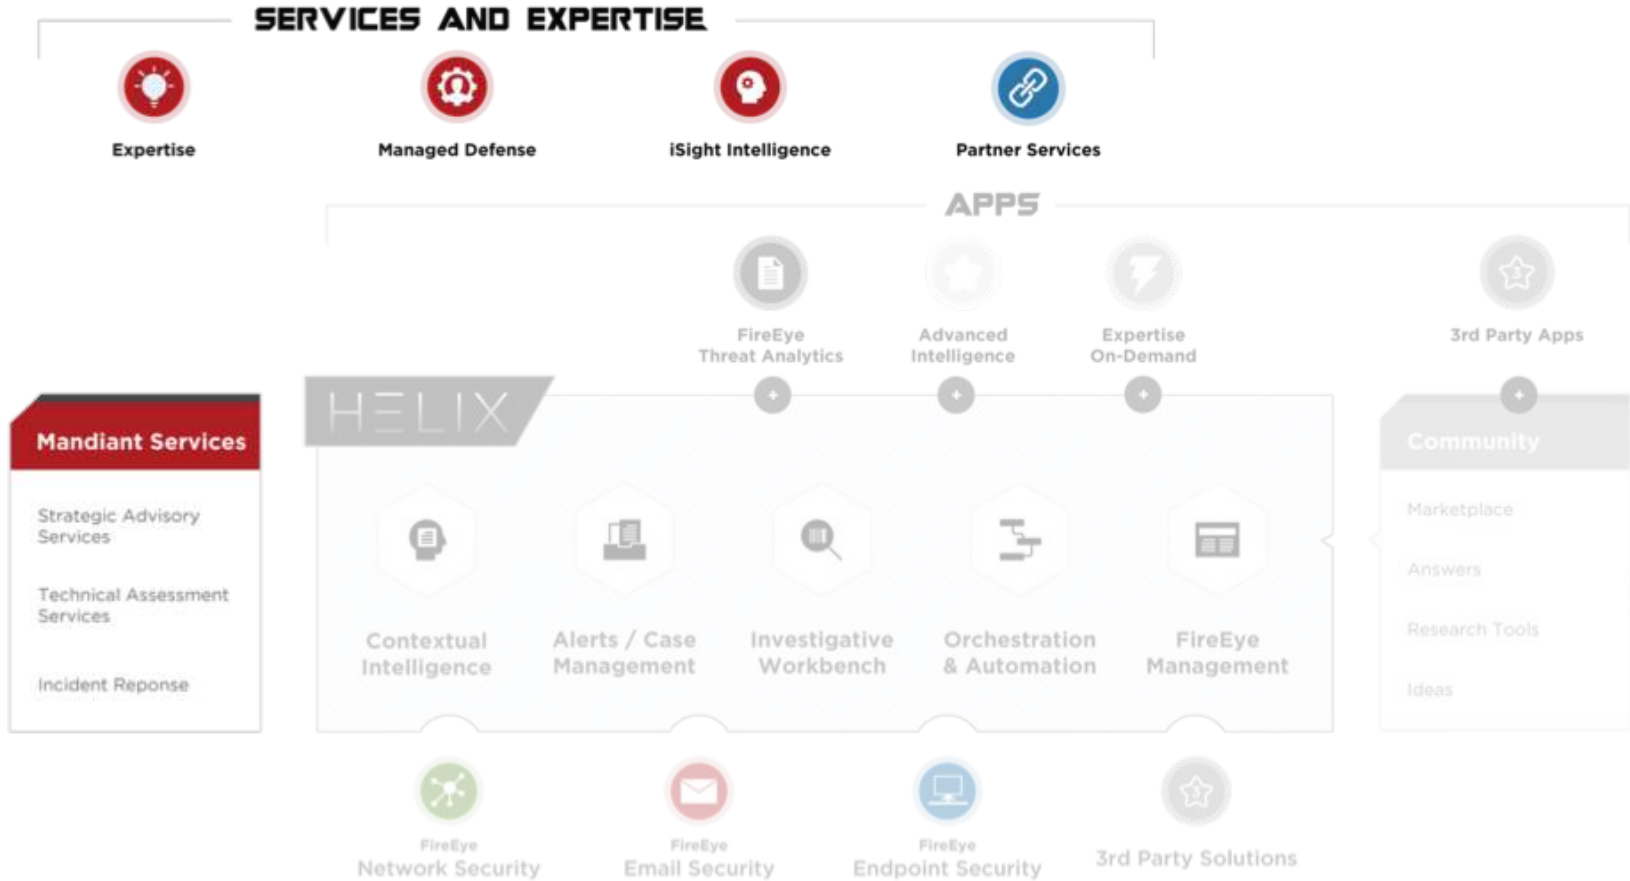 SERVICES AND EXPERTISE
Expertise
Managed Defense
iSight Intelligence
Partner Services
APPS
FireEye
Threat Analytics
Advanced
Intelligence
Expertise
On-Demand
3rd Party Apps
+
+
+
+
HELIX
Mandiant Services
Strategic Advisory
Services
Technical Assessment
Services
Incident Reponse
Contextual
Intelligence
Alerts / Case
Management
Investigative
Workbench
Orchestration
& Automation
FireEye
Management
Community
Marketplace
Answers
Research Tools
Ideas
FireEye
Network Security
FireEye
Email Security
FireEye
Endpoint Security
3
3rd Party Solutions